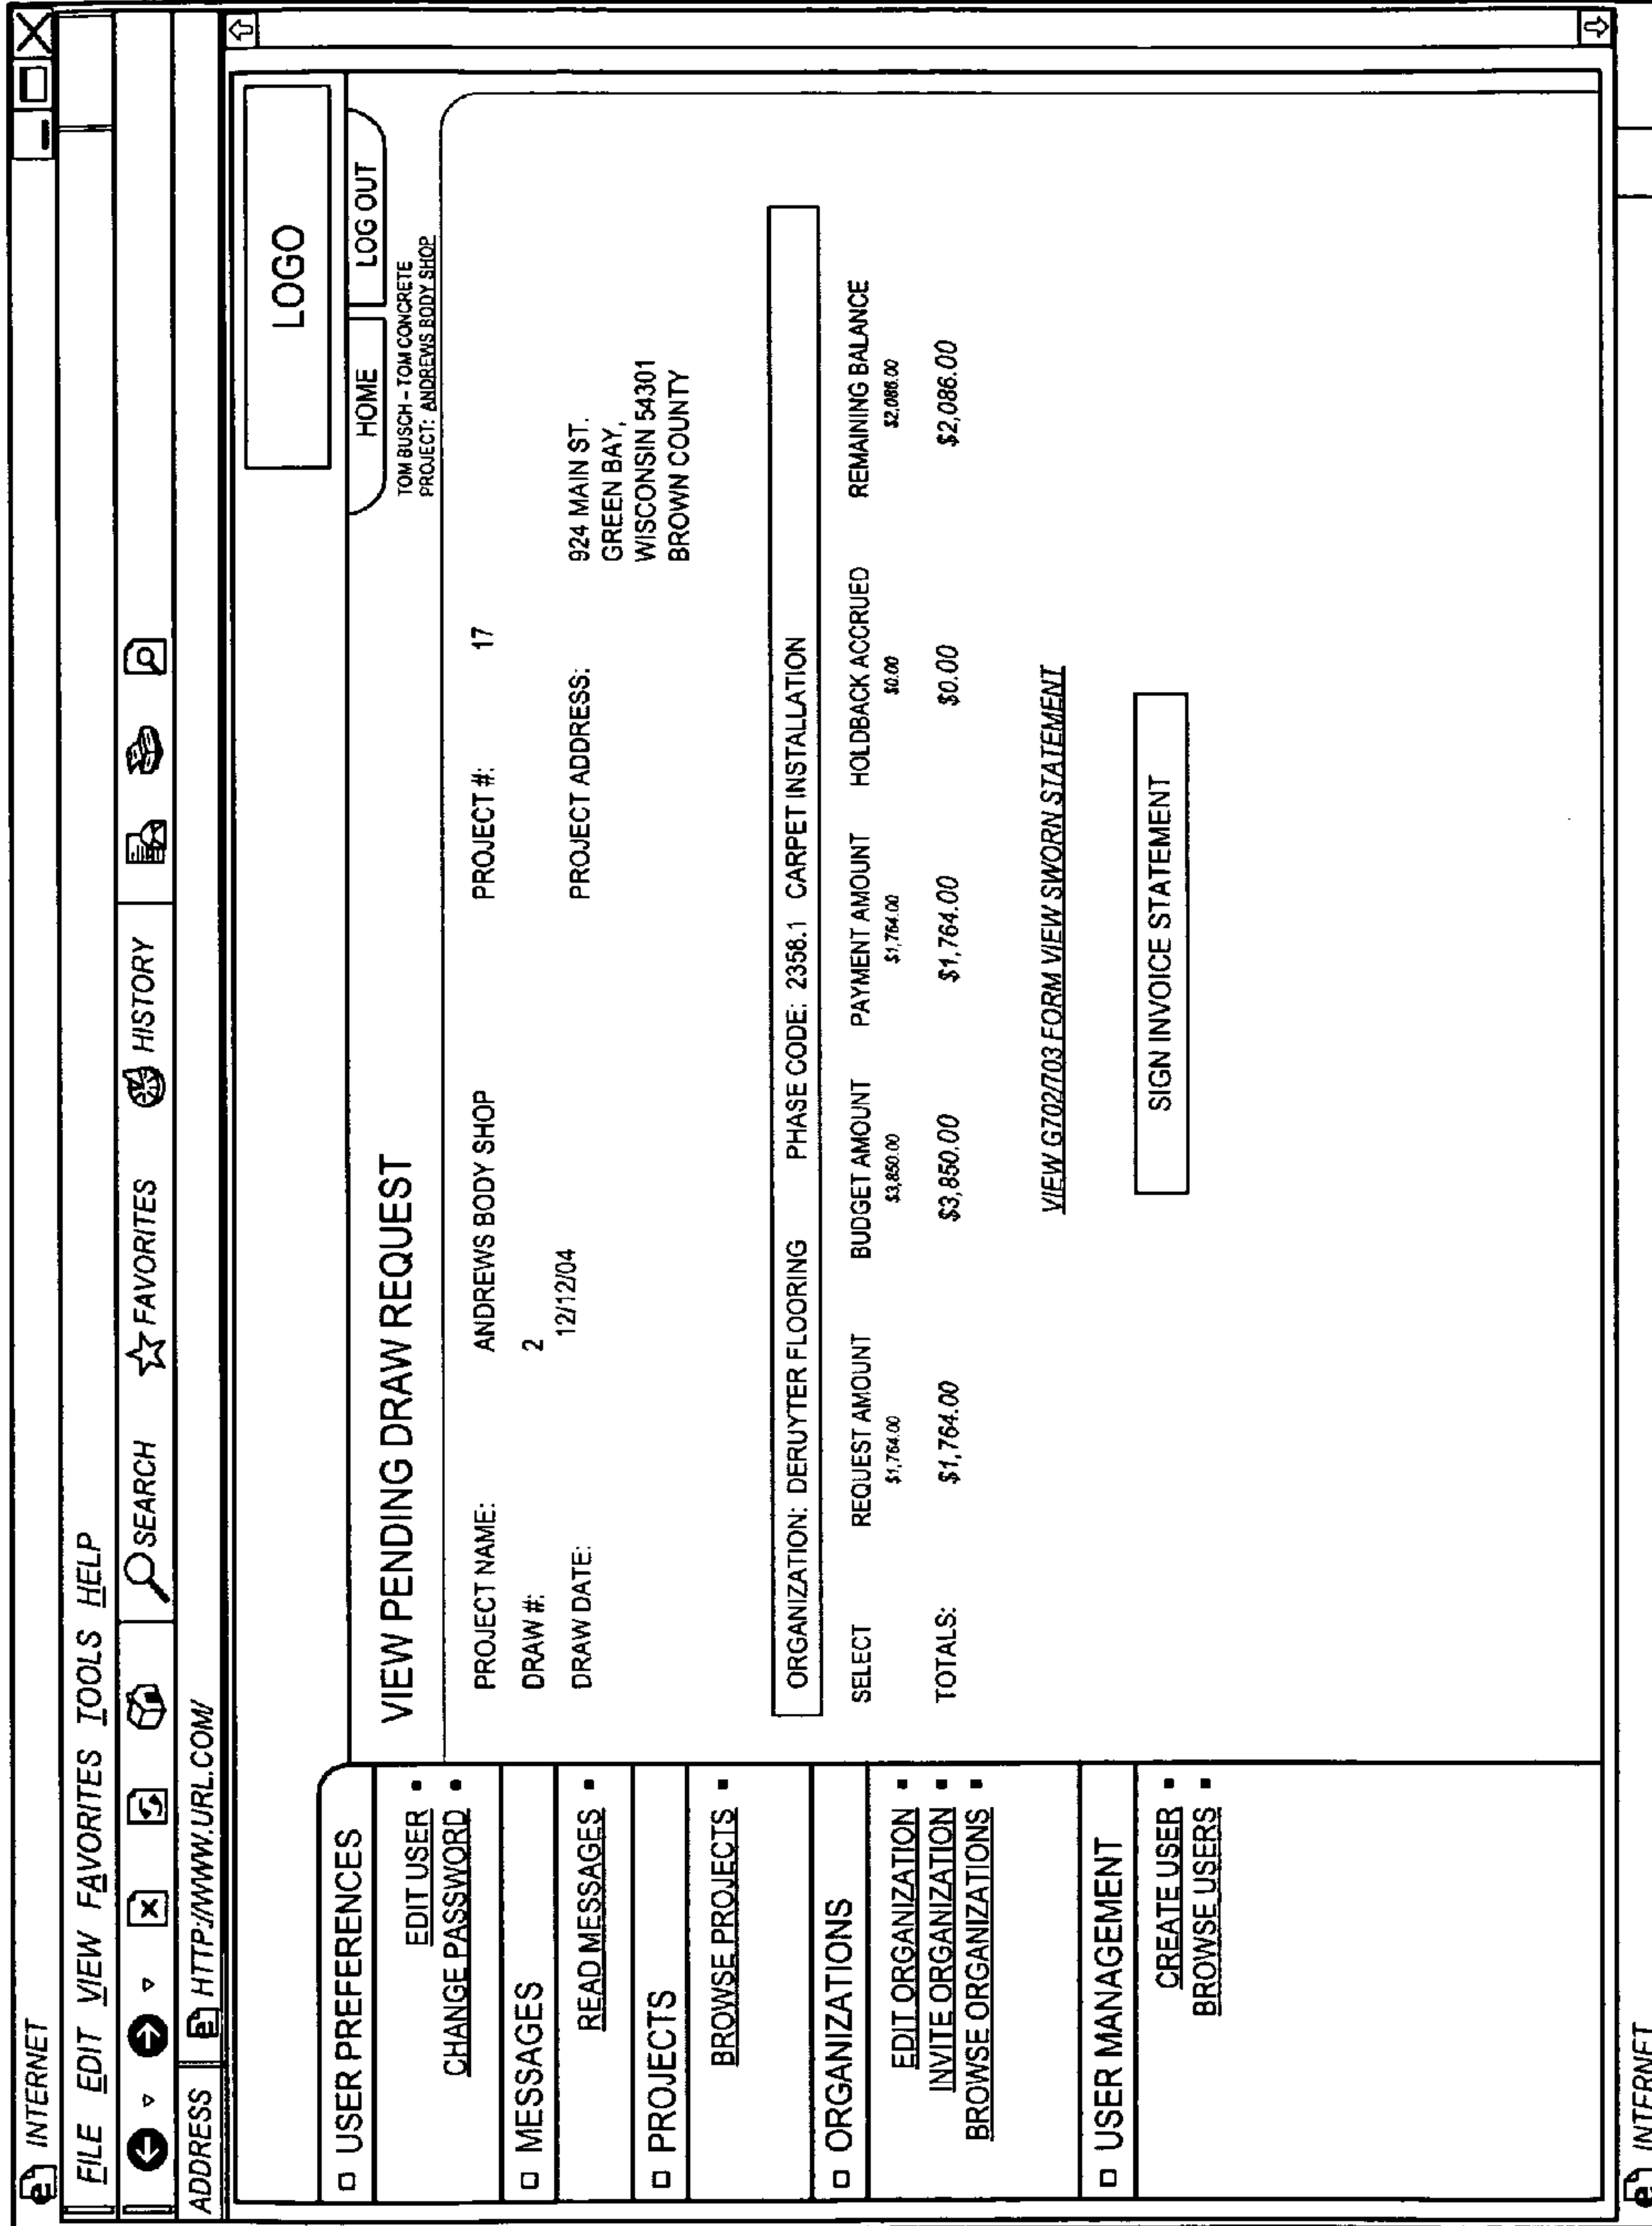 INTERNET
FILE EDIT VIEW FAVORITES TOOLS HELP
SEARCH FAVORITES HISTORY
ADDRESS HTTP://WWW.URL.COM/
LOGO
HOME LOG OUT
TOM BUSCH – TOM CONCRETE
PROJECT: ANDREWS BODY SHOP
USER PREFERENCES
EDIT USER
CHANGE PASSWORD
MESSAGES
READ MESSAGES
PROJECTS
BROWSE PROJECTS
ORGANIZATIONS
EDIT ORGANIZATION
INVITE ORGANIZATION
BROWSE ORGANIZATIONS
USER MANAGEMENT
CREATE USER
BROWSE USERS
VIEW PENDING DRAW REQUEST
PROJECT NAME: ANDREWS BODY SHOP PROJECT #: 17
DRAW #: 2
DRAW DATE: 12/12/04 PROJECT ADDRESS: 924 MAIN ST.
GREEN BAY,
WISCONSIN 54301
BROWN COUNTY
ORGANIZATION: DERUYTER FLOORING PHASE CODE: 2358.1 CARPET INSTALLATION
SELECT REQUEST AMOUNT BUDGET AMOUNT PAYMENT AMOUNT HOLDBACK ACCRUED REMAINING BALANCE
$1,764.00 $3,850.00 $1,764.00 $0.00 $2,086.00
TOTALS: $1,764.00 $3,850.00 $1,764.00 $0.00 $2,086.00
VIEW G702/703 FORM VIEW SWORN STATEMENT
SIGN INVOICE STATEMENT
INTERNET